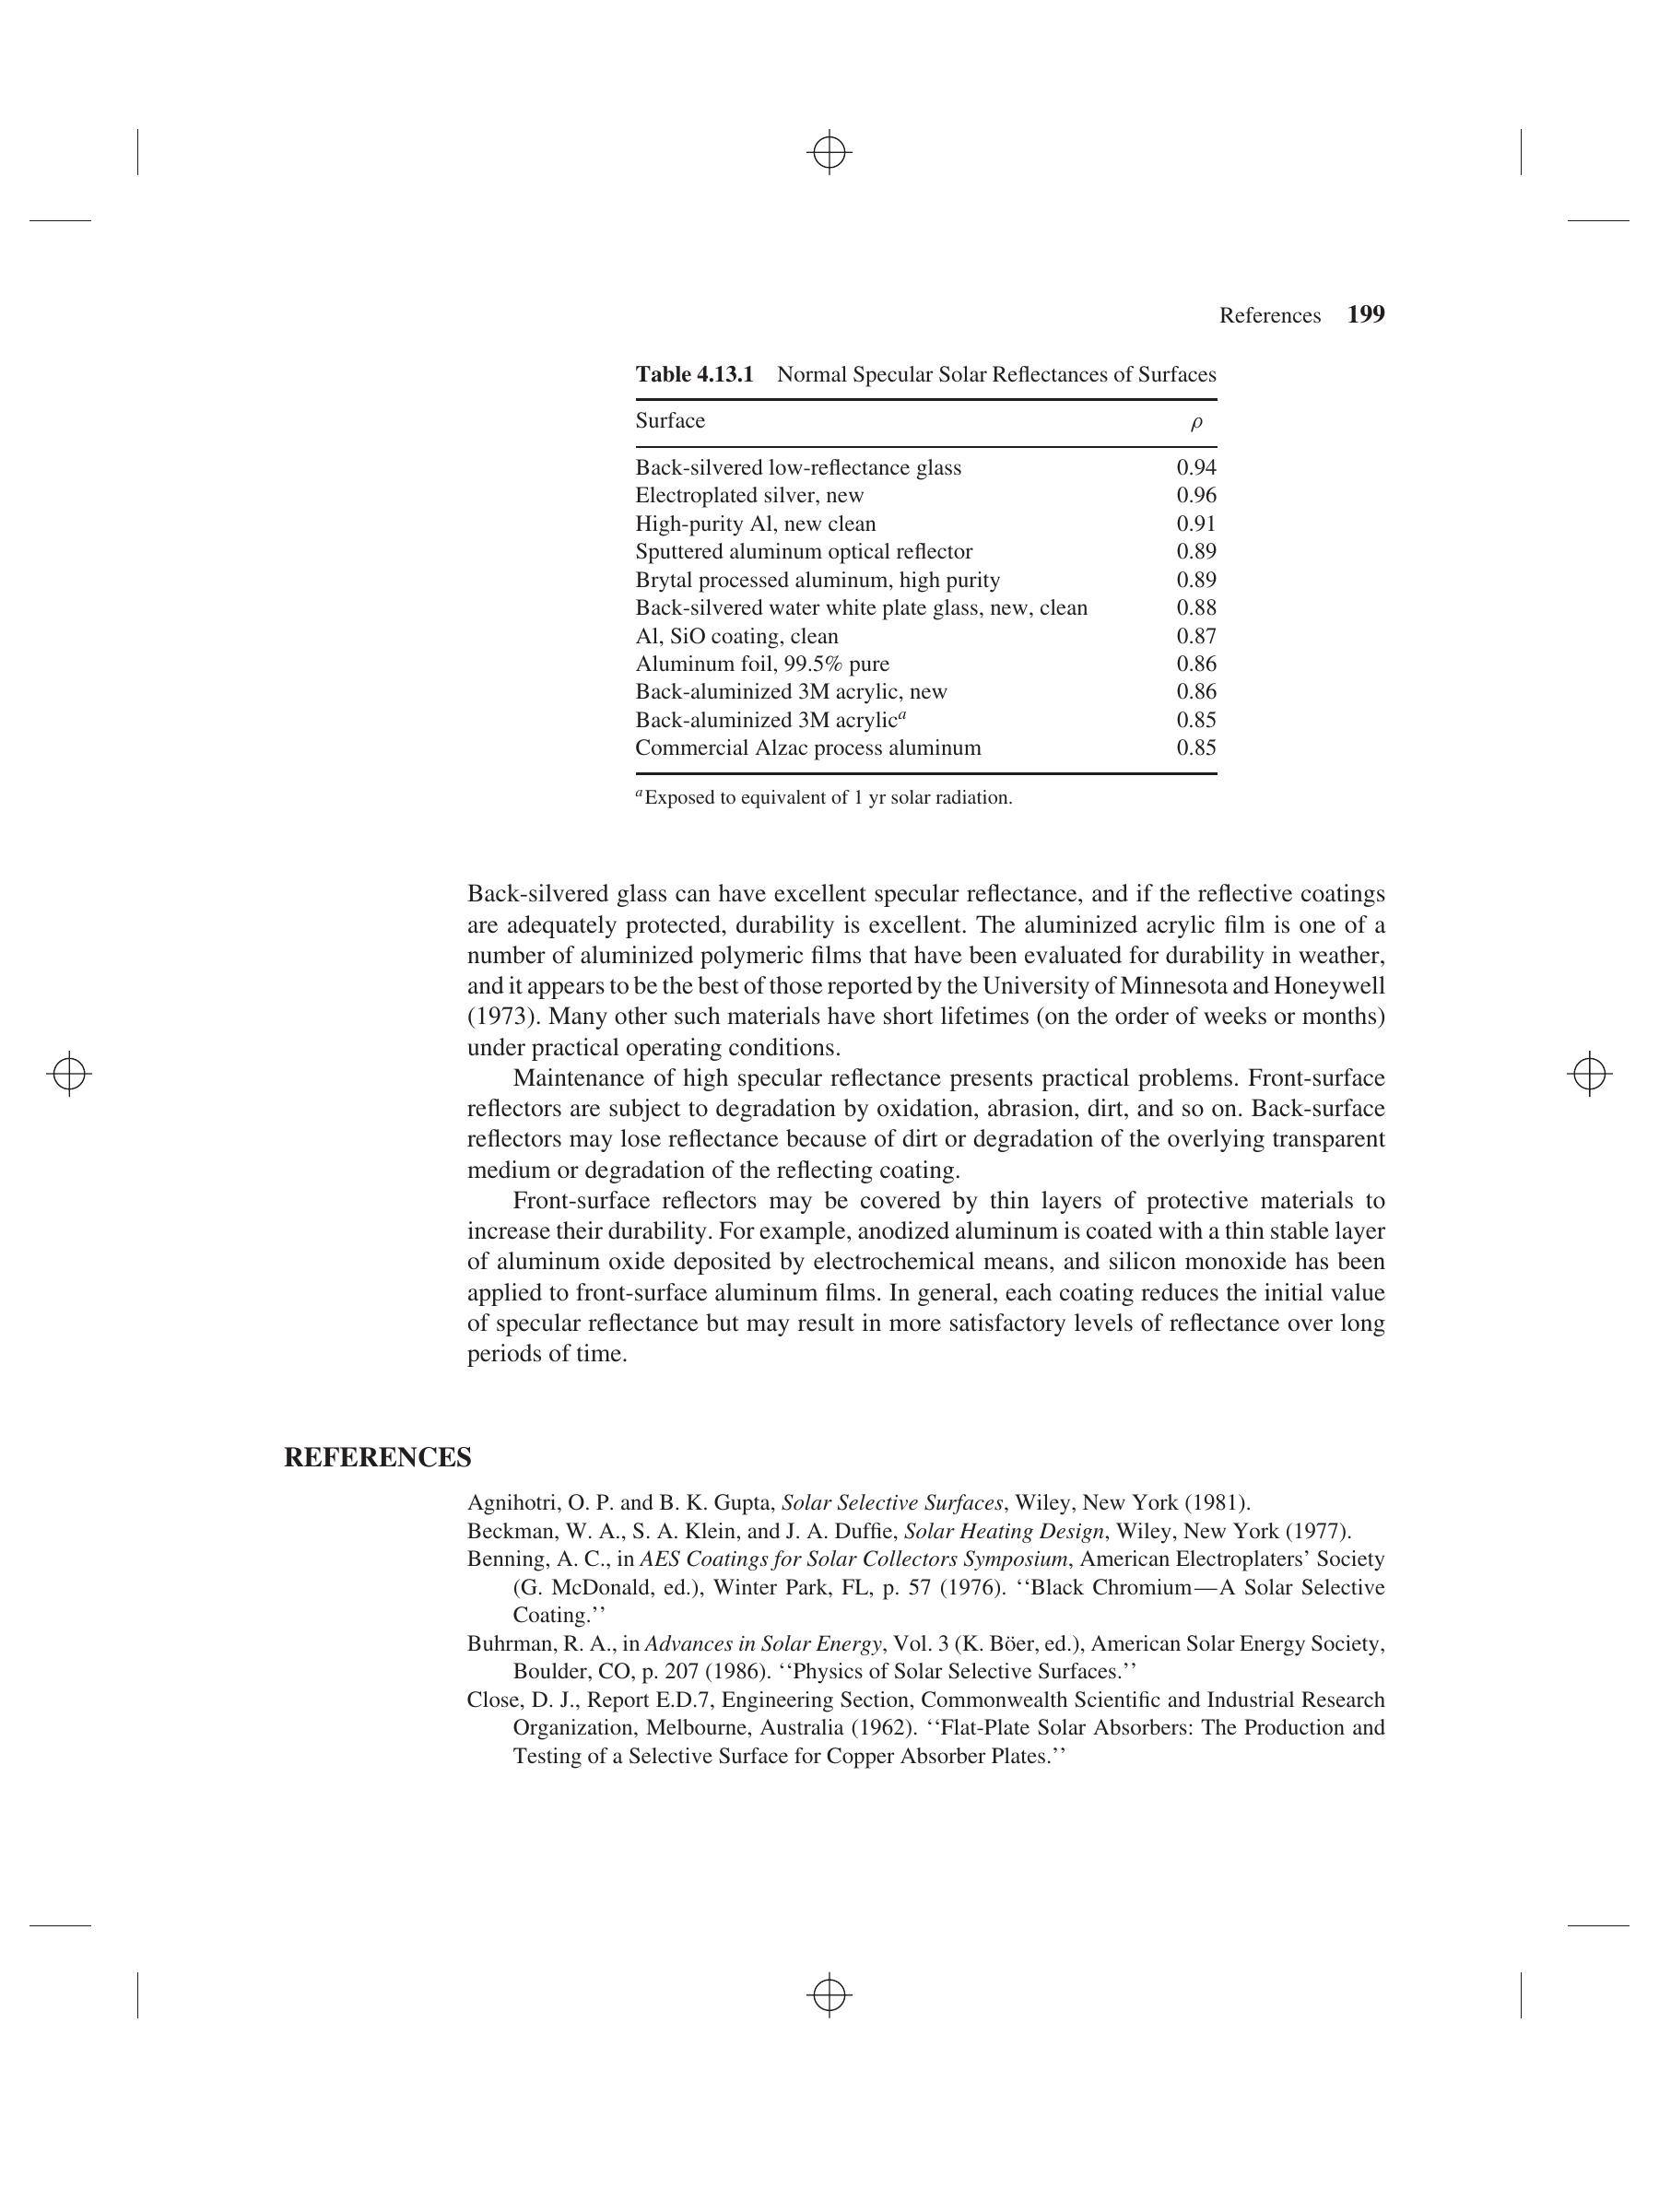 References 199
Table 4.13.1 Normal Specular Solar Reflectances of Surfaces
Surface ρ
Back-silvered low-reflectance glass 0.94
Electroplated silver, new 0.96
High-purity Al, new clean 0.91
Sputtered aluminum optical reflector 0.89
Brytal processed aluminum, high purity 0.89
Back-silvered water white plate glass, new, clean 0.88
Al, SiO coating, clean 0.87
Aluminum foil, 99.5% pure 0.86
Back-aluminized 3M acrylic, new 0.86
Back-aluminized 3M acrylicᵃ 0.85
Commercial Alzac process aluminum 0.85
ᵃExposed to equivalent of 1 yr solar radiation.
Back-silvered glass can have excellent specular reflectance, and if the reflective coatings
are adequately protected, durability is excellent. The aluminized acrylic film is one of a
number of aluminized polymeric films that have been evaluated for durability in weather,
and it appears to be the best of those reported by the University of Minnesota and Honeywell
(1973). Many other such materials have short lifetimes (on the order of weeks or months)
under practical operating conditions.
Maintenance of high specular reflectance presents practical problems. Front-surface
reflectors are subject to degradation by oxidation, abrasion, dirt, and so on. Back-surface
reflectors may lose reflectance because of dirt or degradation of the overlying transparent
medium or degradation of the reflecting coating.
Front-surface reflectors may be covered by thin layers of protective materials to
increase their durability. For example, anodized aluminum is coated with a thin stable layer
of aluminum oxide deposited by electrochemical means, and silicon monoxide has been
applied to front-surface aluminum films. In general, each coating reduces the initial value
of specular reflectance but may result in more satisfactory levels of reflectance over long
periods of time.
REFERENCES
Agnihotri, O. P. and B. K. Gupta, Solar Selective Surfaces, Wiley, New York (1981).
Beckman, W. A., S. A. Klein, and J. A. Duffie, Solar Heating Design, Wiley, New York (1977).
Benning, A. C., in AES Coatings for Solar Collectors Symposium, American Electroplaters’ Society
(G. McDonald, ed.), Winter Park, FL, p. 57 (1976). ‘‘Black Chromium—A Solar Selective
Coating.’’
Buhrman, R. A., in Advances in Solar Energy, Vol. 3 (K. Böer, ed.), American Solar Energy Society,
Boulder, CO, p. 207 (1986). ‘‘Physics of Solar Selective Surfaces.’’
Close, D. J., Report E.D.7, Engineering Section, Commonwealth Scientific and Industrial Research
Organization, Melbourne, Australia (1962). ‘‘Flat-Plate Solar Absorbers: The Production and
Testing of a Selective Surface for Copper Absorber Plates.’’